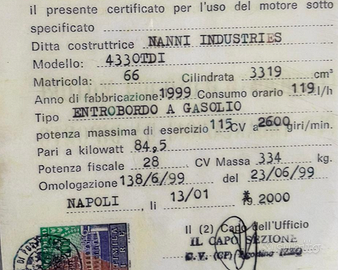 il presente certificato per l'uso del motore sotto
specificato
Ditta costruttrice NANNI INDUSTRIES
Modello: 4330TDI
Matricola: 66 Cilindrata 3319 cm³
Anno di fabbricazione 1999 Consumo orario 119 l/h
Tipo ENTROBORDO A GASOLIO
potenza massima di esercizio 115 CV a 2600 giri/min.
Pari a kilowatt 84,5
Potenza fiscale 28 CV Massa 334 kg.
Omologazione 138/6/99 del 23/06/99
NAPOLI, li 13/01 2000
Il (2) Capo dell'Ufficio
IL CAPO SEZIONE
C.V. (CP)